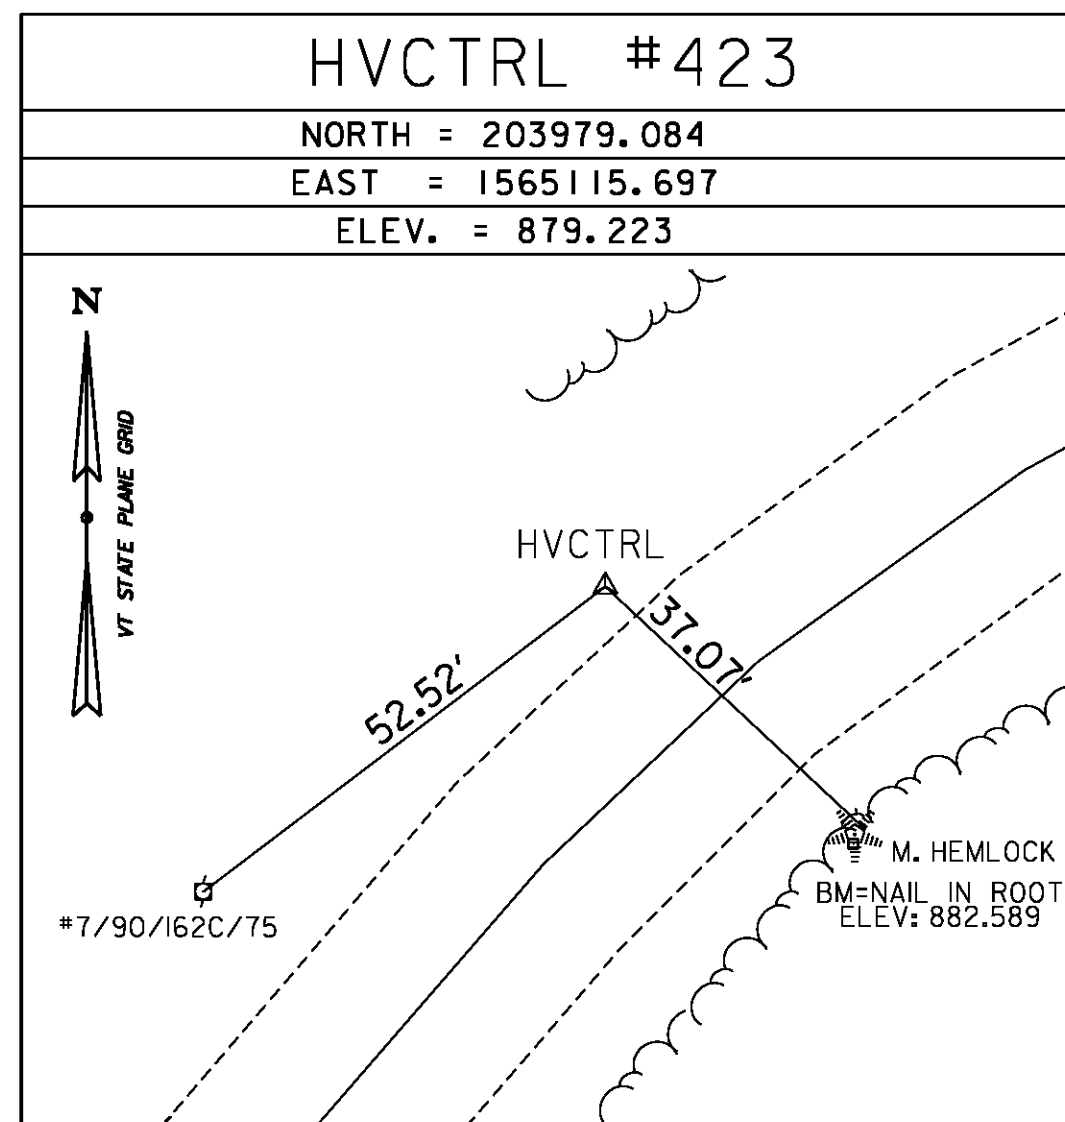 HVCTRL #423
NORTH = 203979.084
EAST = 1565115.697
ELEV. = 879.223
N
VT STATE PLANE GRID
HVCTRL
37.07'
52.52'
M. HEMLOCK
BM=NAIL IN ROOT
ELEV: 882.589
#7/90/162C/75